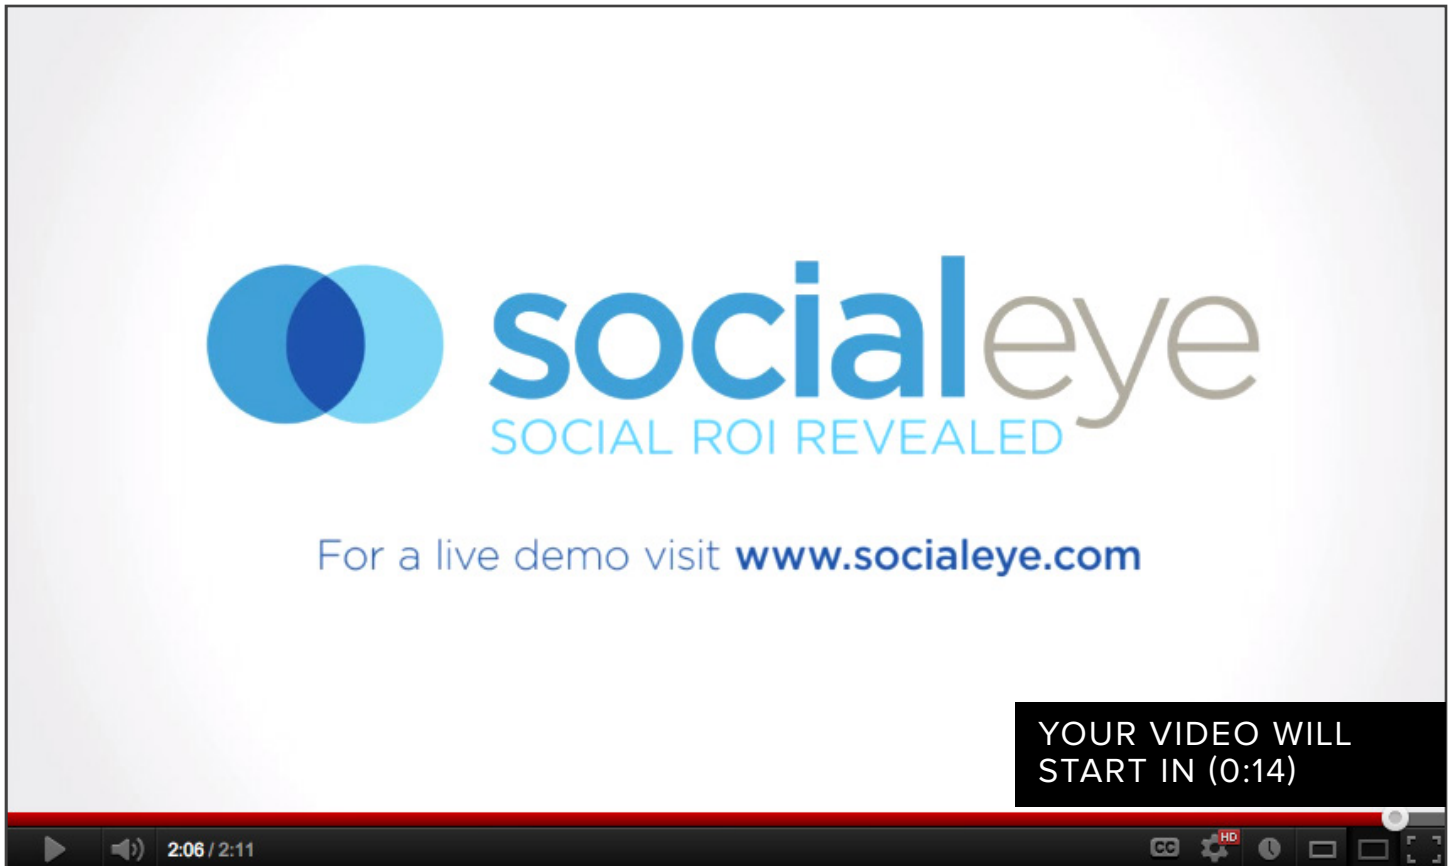 socialeye
SOCIAL ROI REVEALED
For a live demo visit www.socialeye.com
YOUR VIDEO WILL
START IN (0:14)
2:06 / 2:11
CC
HD